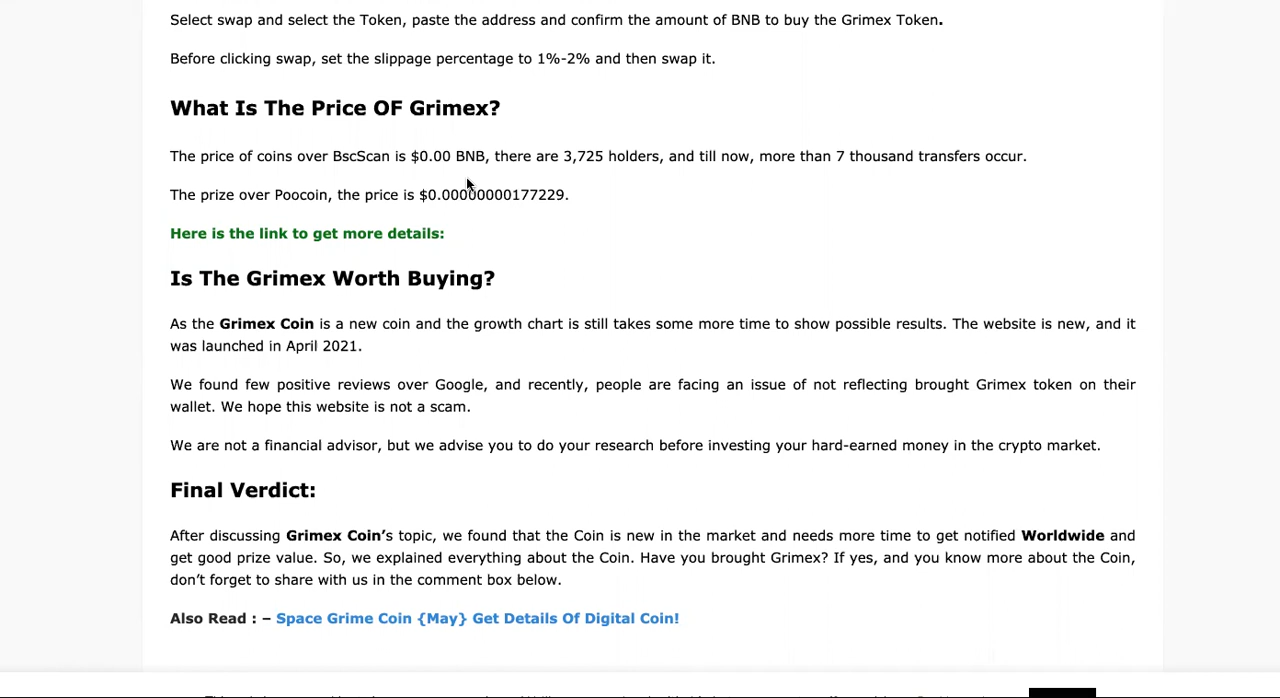 Select swap and select the Token, paste the address and confirm the amount of BNB to buy the Grimex Token.
Before clicking swap, set the slippage percentage to 1%-2% and then swap it.
What Is The Price OF Grimex?
The price of coins over BscScan is $0.00 BNB, there are 3,725 holders, and till now, more than 7 thousand transfers occur.
The prize over Poocoin, the price is $0.00000000177229.
Here is the link to get more details:
Is The Grimex Worth Buying?
As the Grimex Coin is a new coin and the growth chart is still takes some more time to show possible results. The website is new, and it
was launched in April 2021.
We found few positive reviews over Google, and recently, people are facing an issue of not reflecting brought Grimex token on their
wallet. We hope this website is not a scam.
We are not a financial advisor, but we advise you to do your research before investing your hard-earned money in the crypto market.
Final Verdict:
After discussing Grimex Coin’s topic, we found that the Coin is new in the market and needs more time to get notified Worldwide and
get good prize value. So, we explained everything about the Coin. Have you brought Grimex? If yes, and you know more about the Coin,
don’t forget to share with us in the comment box below.
Also Read : – Space Grime Coin {May} Get Details Of Digital Coin!